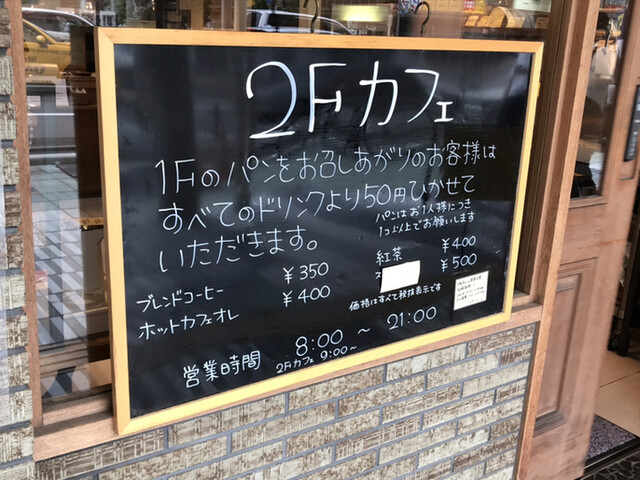 2Fカフェ
1Fのパンをお召しあがりのお客様は
すべてのドリンクより50円ひかせて
いただきます。
パンはお1人様につき
1つ以上でお願いします
ブレンドコーヒー ¥350
ホットカフェオレ ¥400
紅茶 ¥400
¥500
価格はすべて税抜表示です
営業時間 8:00〜21:00
2Fカフェ 9:00〜